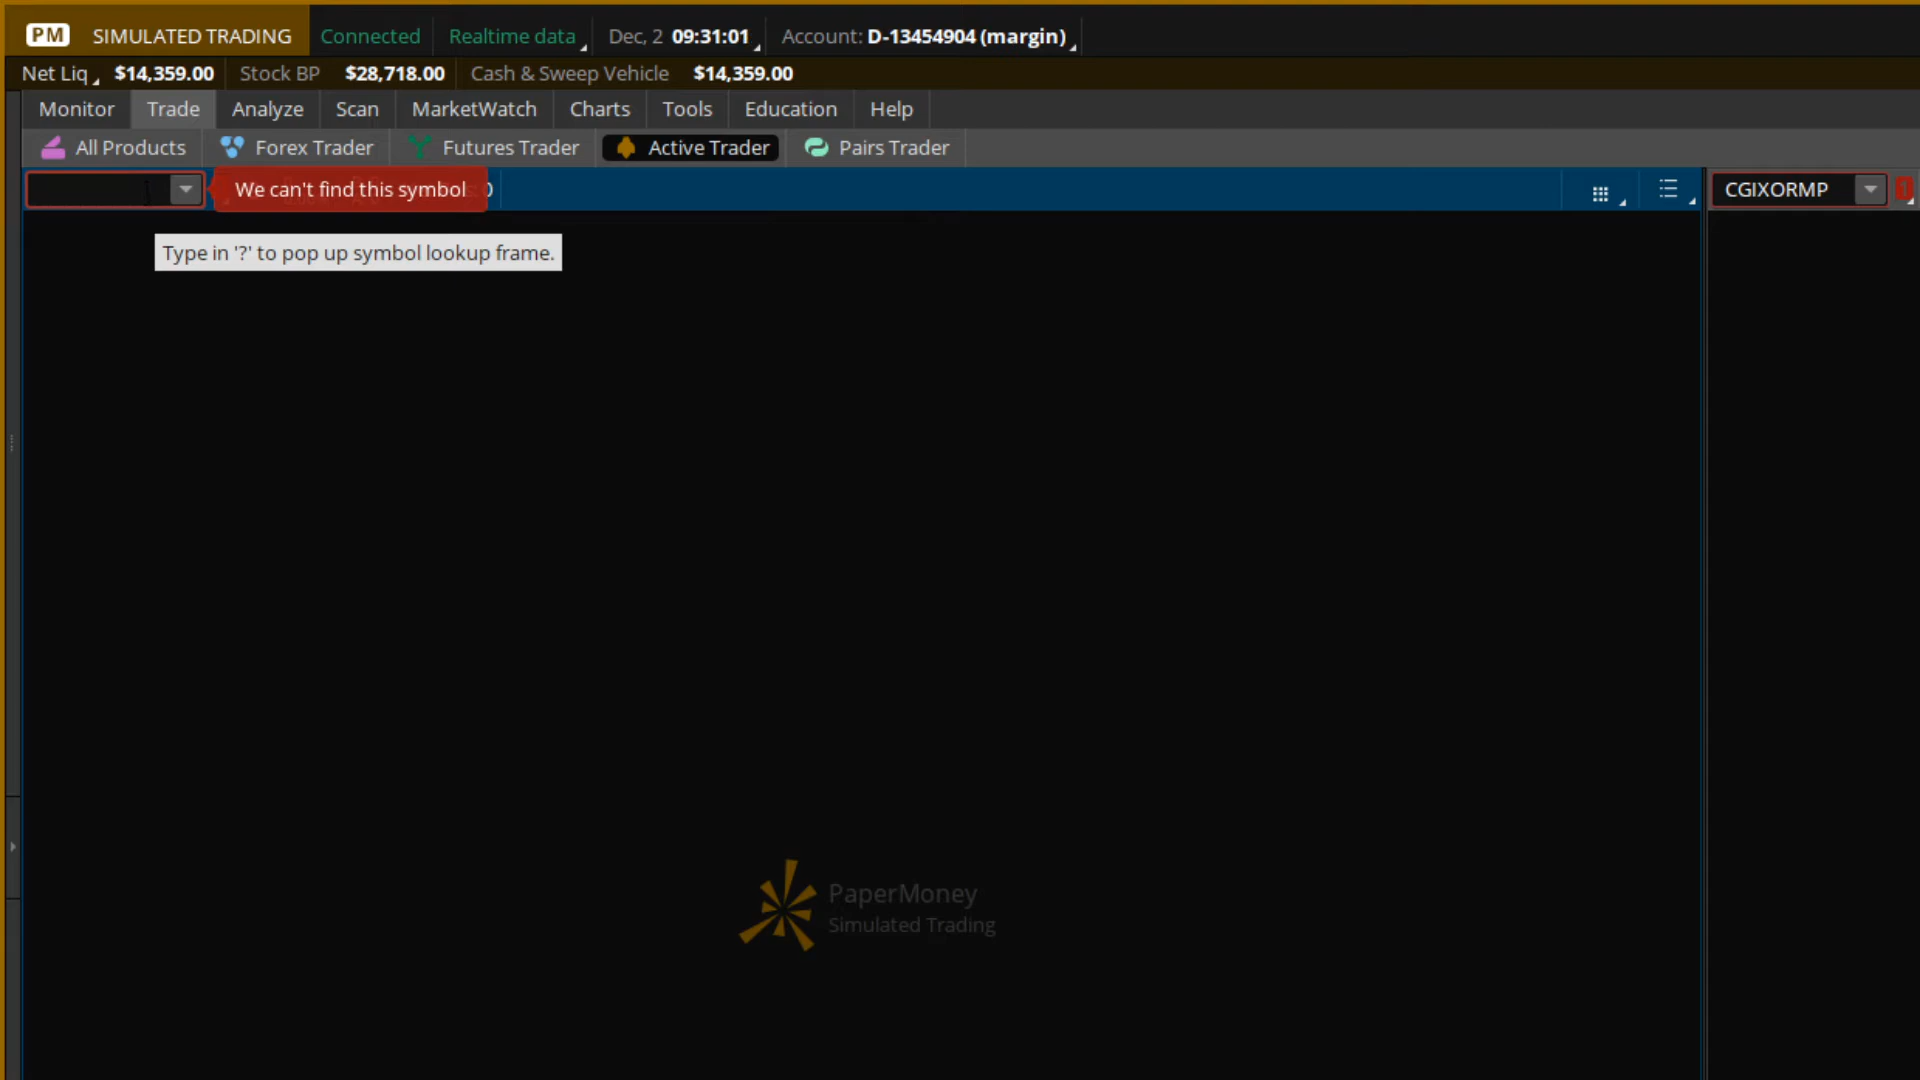 PM SIMULATED TRADING Connected Realtime data Dec, 2 09:31:01 Account: D-13454904 (margin)
Net Liq $14,359.00 Stock BP $28,718.00 Cash & Sweep Vehicle $14,359.00
Monitor Trade Analyze Scan MarketWatch Charts Tools Education Help
All Products Forex Trader Futures Trader Active Trader Pairs Trader
We can't find this symbol CGIXORMP
Type in '?' to pop up symbol lookup frame.
PaperMoney
Simulated Trading